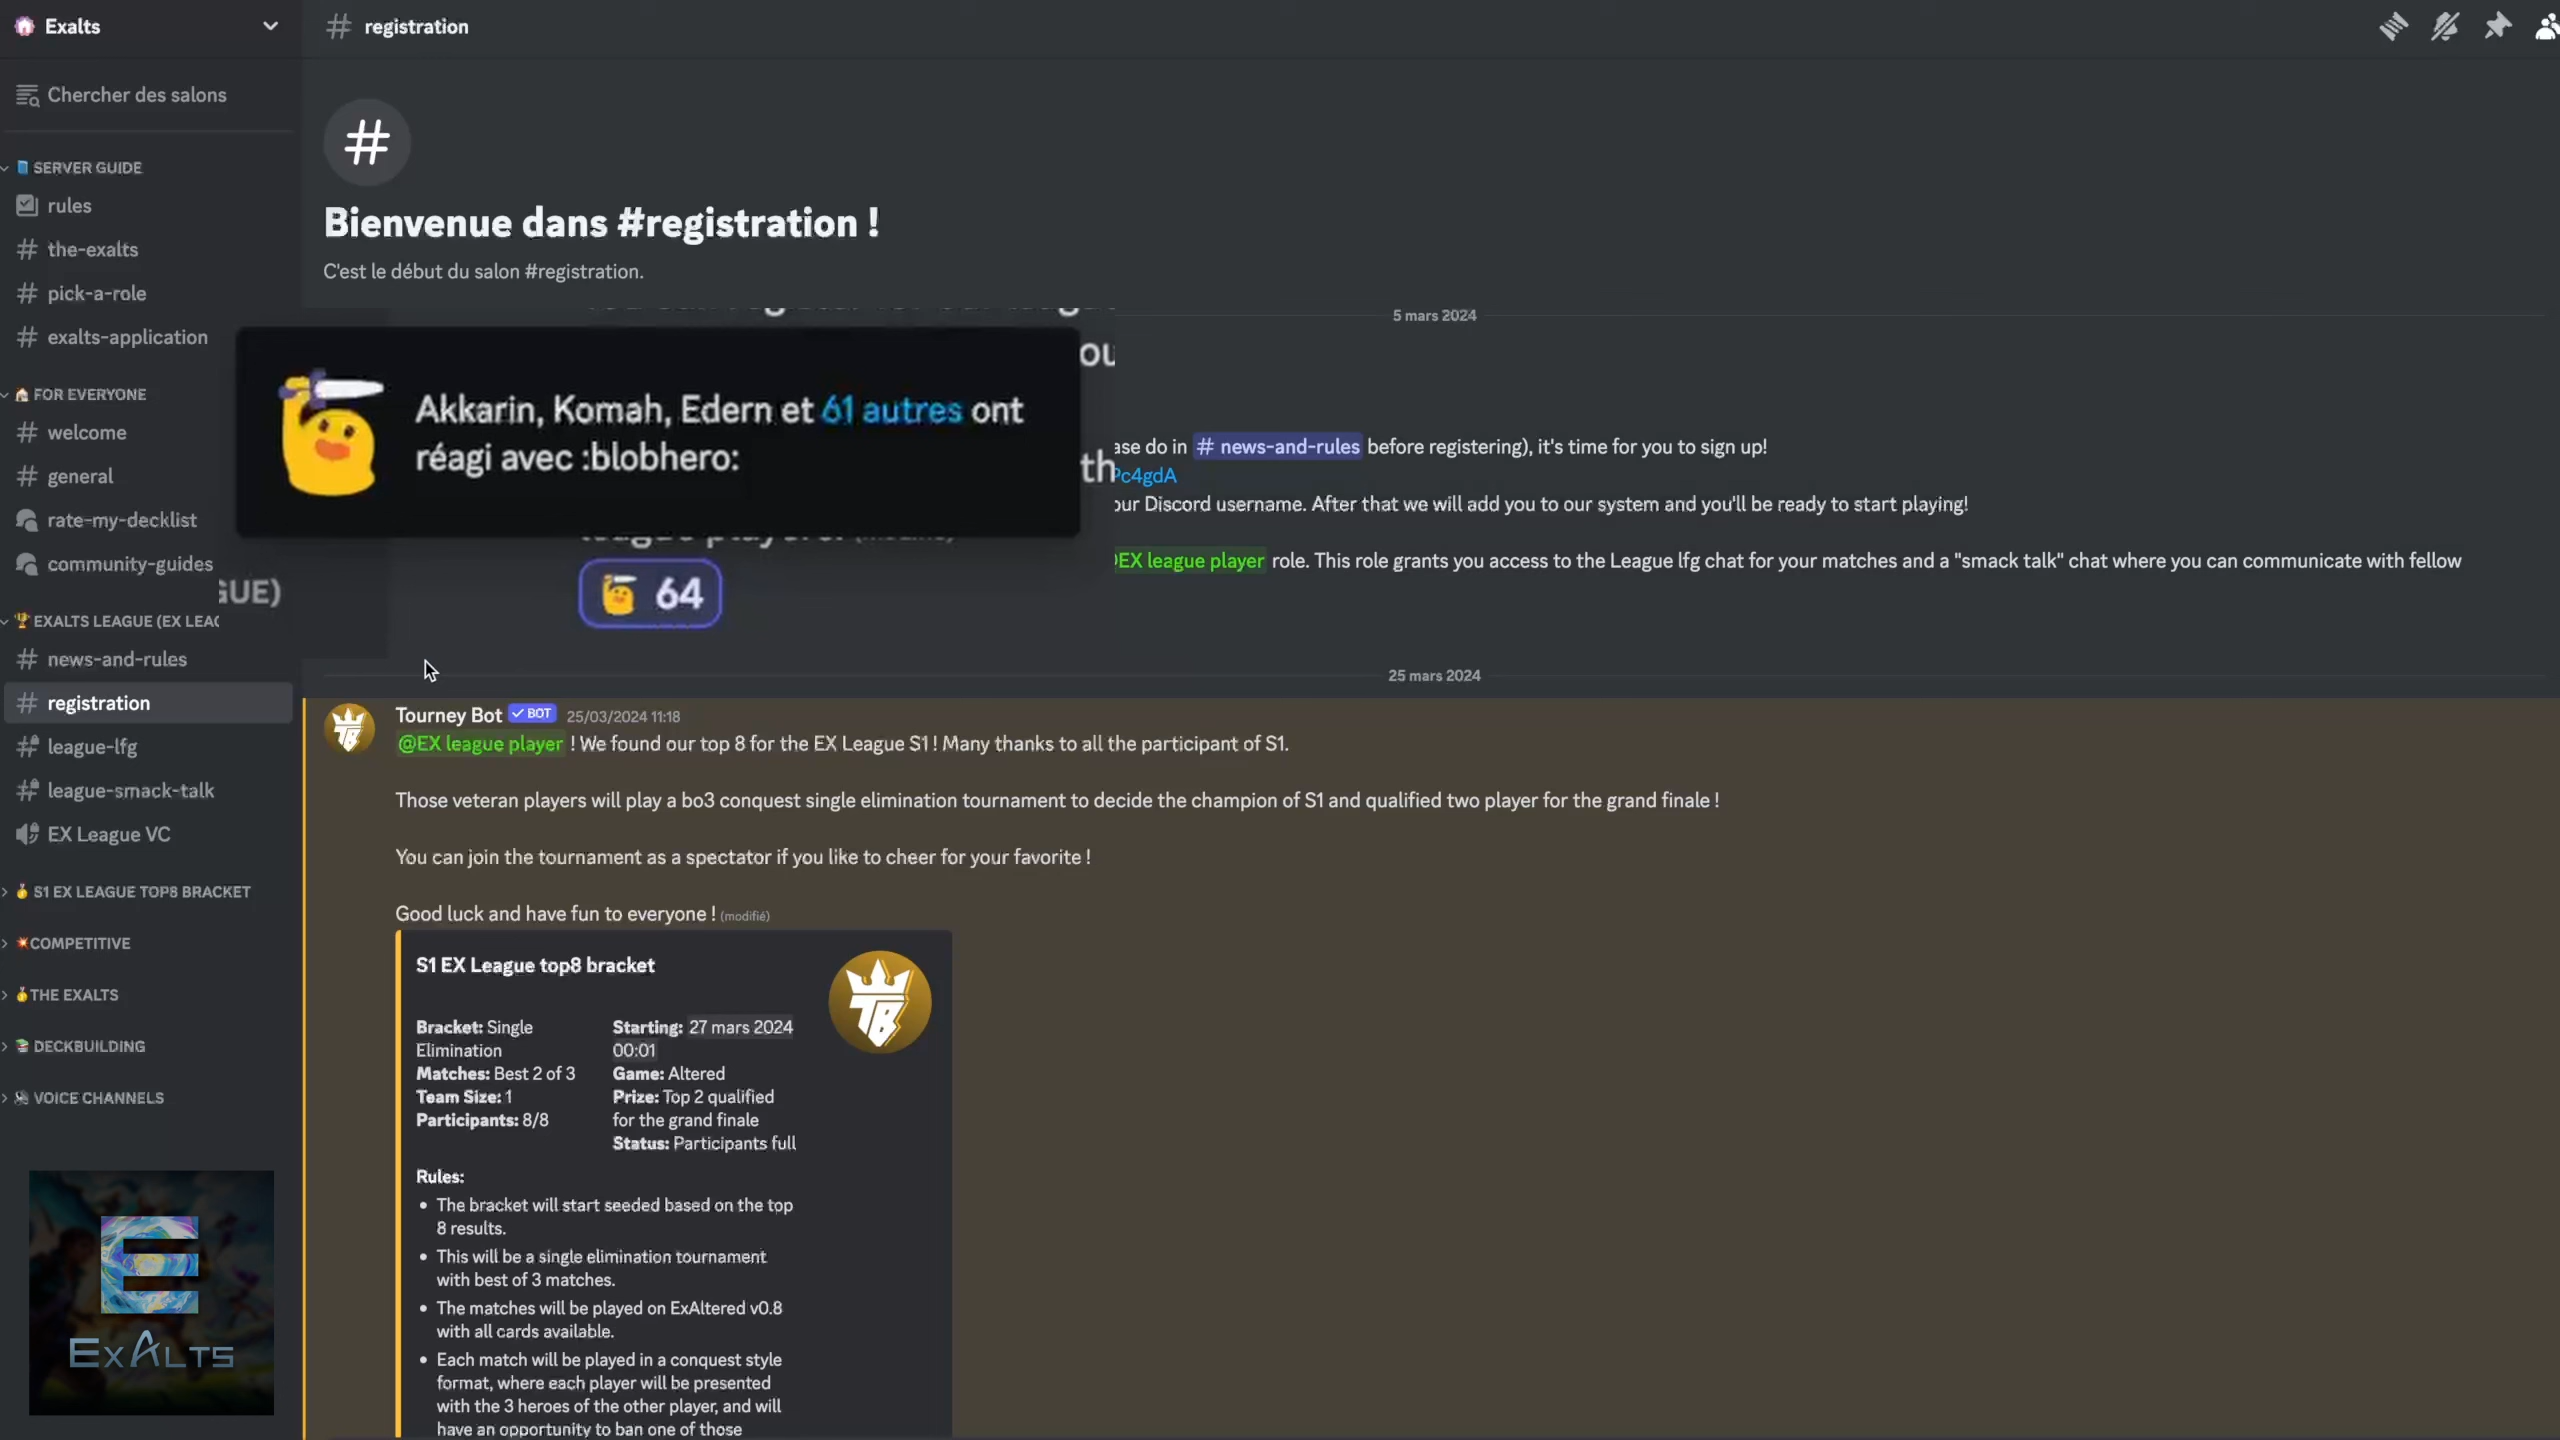 Exalts
registration
Chercher des salons
SERVER GUIDE
rules
the-exalts
pick-a-role
exalts-application
FOR EVERYONE
welcome
general
rate-my-decklist
community-guides
GUE)
EXALTS LEAGUE (EX LEAG
news-and-rules
registration
league-lfg
league-smack-talk
EX League VC
S1 EX LEAGUE TOP8 BRACKET
COMPETITIVE
THE EXALTS
DECKBUILDING
VOICE CHANNELS
EXALTS
Bienvenue dans #registration !
C'est le début du salon #registration.
5 mars 2024
Akkarin, Komah, Edern et 61 autres ont
réagi avec :blobhero:
64
ase do in # news-and-rules before registering), it's time for you to sign up!
Pc4gdA
our Discord username. After that we will add you to our system and you'll be ready to start playing!
EX league player role. This role grants you access to the League lfg chat for your matches and a "smack talk" chat where you can communicate with fellow
25 mars 2024
Tourney Bot BOT 25/03/2024 11:18
@EX league player ! We found our top 8 for the EX League S1 ! Many thanks to all the participant of S1.
Those veteran players will play a bo3 conquest single elimination tournament to decide the champion of S1 and qualified two player for the grand finale !
You can join the tournament as a spectator if you like to cheer for your favorite !
Good luck and have fun to everyone ! (modifié)
S1 EX League top8 bracket
Bracket: Single
Elimination
Matches: Best 2 of 3
Team Size: 1
Participants: 8/8
Starting: 27 mars 2024
00:01
Game: Altered
Prize: Top 2 qualified
for the grand finale
Status: Participants full
TB
Rules:
• The bracket will start seeded based on the top
8 results.
• This will be a single elimination tournament
with best of 3 matches.
• The matches will be played on ExAltered v0.8
with all cards available.
• Each match will be played in a conquest style
format, where each player will be presented
with the 3 heroes of the other player, and will
have an opportunity to ban one of those